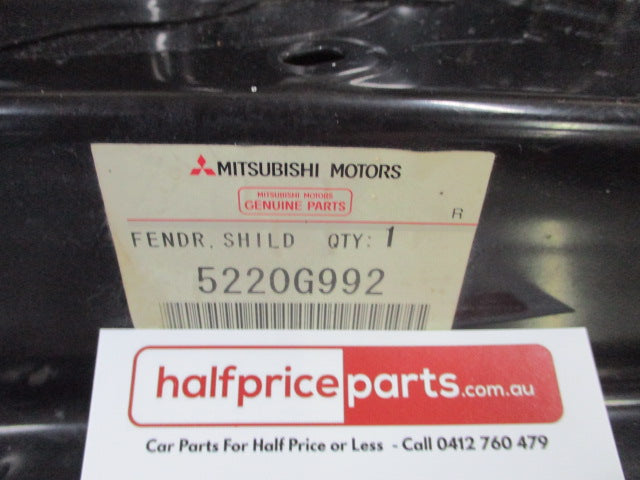 MITSUBISHI MOTORS
MITSUBISHI MOTORS
GENUINE PARTS
R
FENDR, SHILD QTY: 1
5220G992
halfpriceparts.com.au
Car Parts For Half Price or Less - Call 0412 760 479